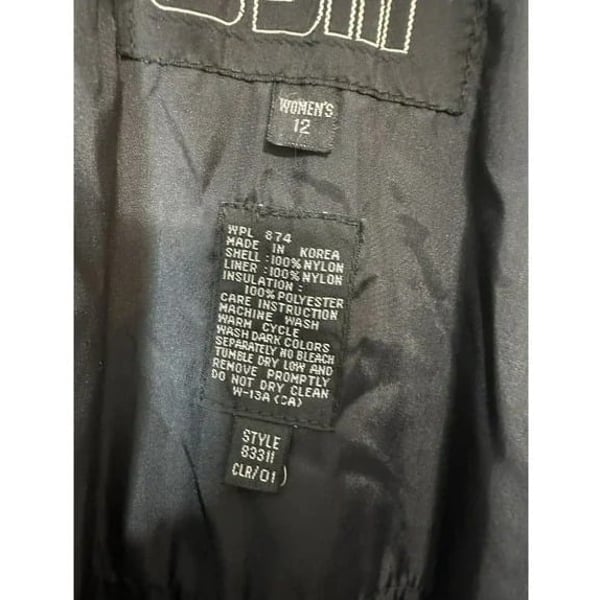 WOMEN'S
12
WPL 874
MADE IN KOREA
SHELL : 100% NYLON
LINER : 100% NYLON
INSULATION :
100% POLYESTER
CARE INSTRUCTION
MACHINE WASH
WARM CYCLE
WASH DARK COLORS
SEPARATELY NO BLEACH
TUMBLE DRY LOW AND
REMOVE PROMPTLY
DO NOT DRY CLEAN
W-13A (CA)
STYLE
83311
CLR/01 )